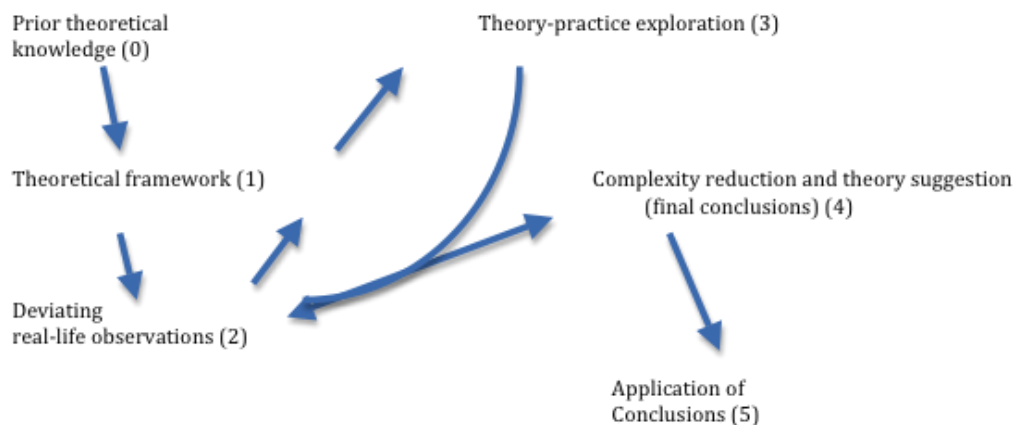 Prior theoretical
knowledge (0)
Theory-practice exploration (3)
Theoretical framework (1)
Complexity reduction and theory suggestion
(final conclusions) (4)
Deviating
real-life observations (2)
Application of
Conclusions (5)